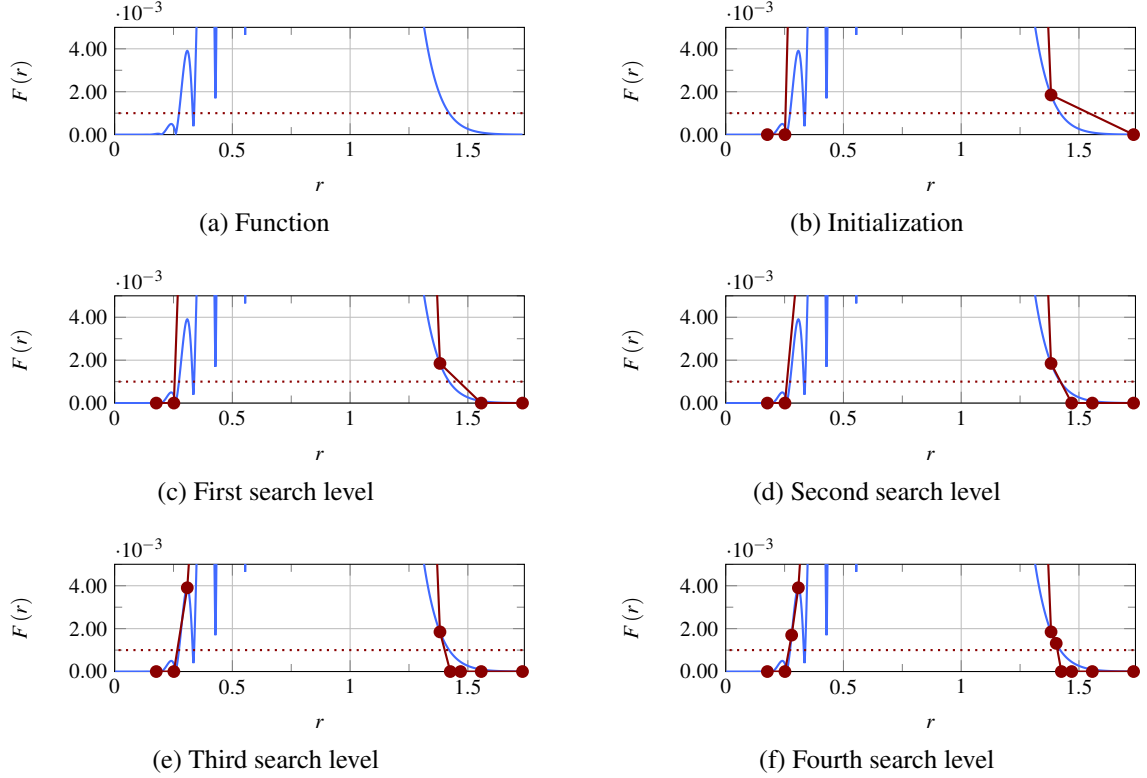 ·10−3 ·10−3
F (r) F (r)
4.00 4.00
2.00 2.00
0.00 0.00
0 0.5 1 1.5 0 0.5 1 1.5
r r
(a) Function (b) Initialization
·10−3 ·10−3
F (r) F (r)
4.00 4.00
2.00 2.00
0.00 0.00
0 0.5 1 1.5 0 0.5 1 1.5
r r
(c) First search level (d) Second search level
·10−3 ·10−3
F (r) F (r)
4.00 4.00
2.00 2.00
0.00 0.00
0 0.5 1 1.5 0 0.5 1 1.5
r r
(e) Third search level (f) Fourth search level